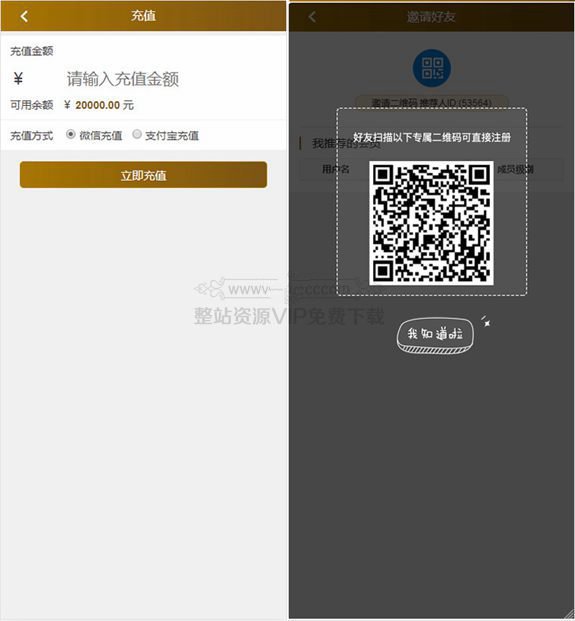 充值
充值金额
¥ 请输入充值金额
可用余额 ¥ 20000.00 元
充值方式 微信充值 支付宝充值
立即充值
邀请好友
邀请二维码 推荐人ID:(53564)
好友扫描以下专属二维码可直接注册
我推荐的会员
用户名
成员级别
我知道啦
整站资源VIP免费下载